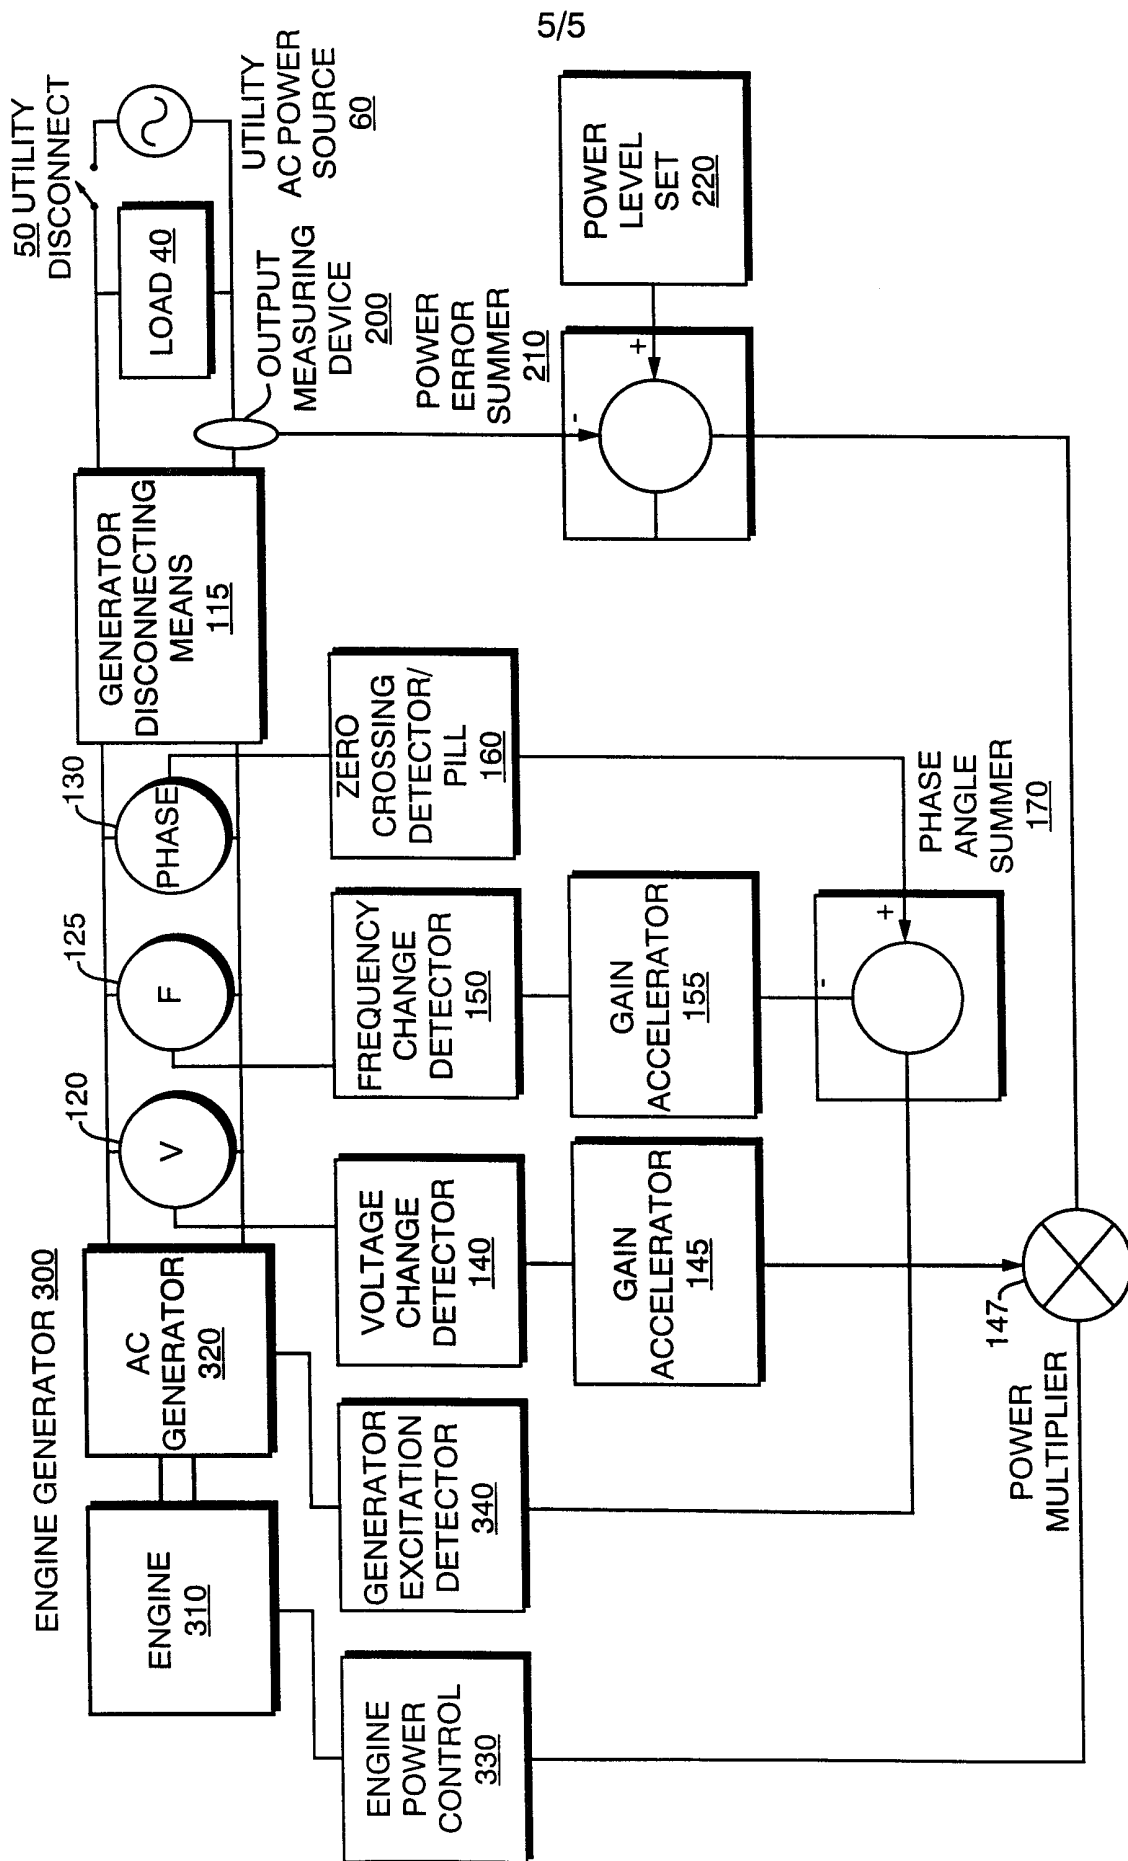 5/5
ENGINE GENERATOR 300
ENGINE
310
AC
GENERATOR
320
120
V
125
F
130
PHASE
GENERATOR
DISCONNECTING
MEANS
115
50 UTILITY
DISCONNECT
LOAD 40
UTILITY
AC POWER
SOURCE
60
OUTPUT
MEASURING
DEVICE
200
ENGINE
POWER
CONTROL
330
GENERATOR
EXCITATION
DETECTOR
340
VOLTAGE
CHANGE
DETECTOR
140
FREQUENCY
CHANGE
DETECTOR
150
ZERO
CROSSING
DETECTOR/
PILL
160
POWER
ERROR
SUMMER
210
-
+
POWER
LEVEL
SET
220
GAIN
ACCELERATOR
145
GAIN
ACCELERATOR
155
-
+
PHASE
ANGLE
SUMMER
170
POWER
MULTIPLIER
147